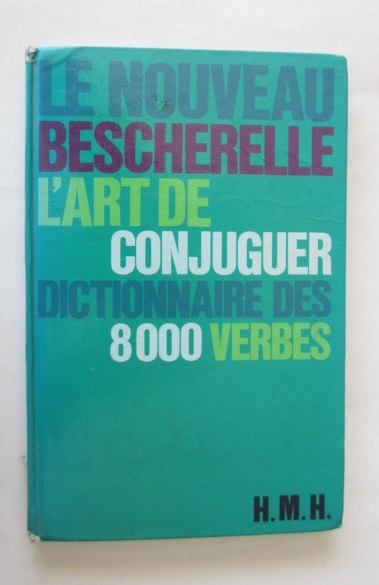 LE NOUVEAU
BESCHERELLE
L'ART DE
CONJUGUER
DICTIONNAIRE DES
8000 VERBES
H.M.H.